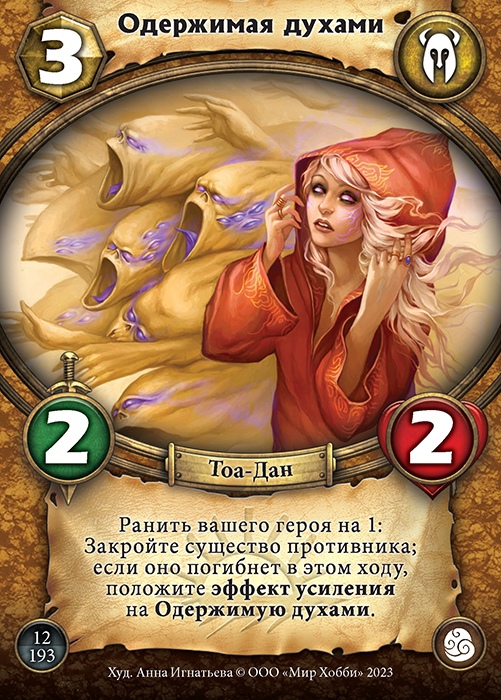 3
Одержимая духами
2
2
Тоа-Дан
Ранить вашего героя на 1:
Закройте существо противника;
если оно погибнет в этом ходу,
положите эффект усиления
на Одержимую духами.
12
193
Худ. Анна Игнатьева © ООО «Мир Хобби» 2023